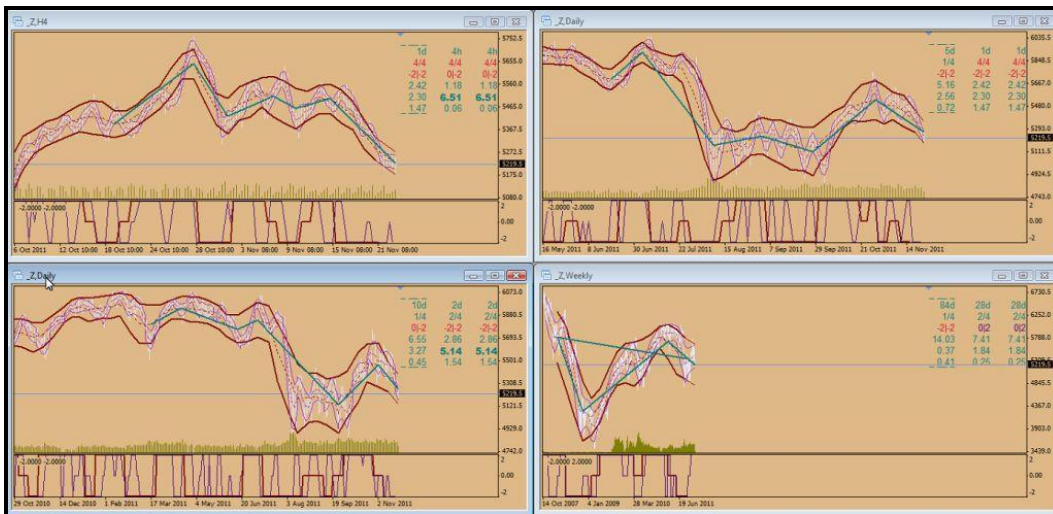 _Z,H4
1d 4h 4h
4/4 4/4 4/4
-2|-2 0|-2 0|-2
2.42 1.18 1.18
2.30 6.51 6.51
1.47 0.06 0.06
5752.5
5655.0
5560.0
5465.0
5367.5
5272.5
5219.5
5175.0
5080.0
-2.0000 -2.0000
2
0.00
-2
6 Oct 2011 12 Oct 10:00 18 Oct 10:00 24 Oct 10:00 28 Oct 10:00 3 Nov 08:00 9 Nov 08:00 15 Nov 08:00 21 Nov 08:00
_Z,Daily
5d 1d 1d
1/4 4/4 4/4
-2|-2 -2|-2 -2|-2
5.16 2.42 2.42
2.56 2.30 2.30
0.72 1.47 1.47
6035.5
5848.0
5667.0
5480.0
5293.0
5219.5
5111.5
4924.5
4743.0
-2.0000 -2.0000
2
0.00
-2
16 May 2011 8 Jun 2011 30 Jun 2011 22 Jul 2011 15 Aug 2011 7 Sep 2011 29 Sep 2011 21 Oct 2011 14 Nov 2011
_Z,Daily
10d 2d 2d
1/4 2/4 2/4
0|-2 -2|-2 -2|-2
6.55 2.86 2.86
3.27 5.14 5.14
0.45 1.54 1.54
6073.0
5880.5
5693.5
5501.0
5308.5
5219.5
5121.5
4929.0
4742.0
-2.0000 -2.0000
2
0.00
-2
29 Oct 2010 14 Dec 2010 1 Feb 2011 17 Mar 2011 4 May 2011 20 Jun 2011 3 Aug 2011 19 Sep 2011 2 Nov 2011
_Z,Weekly
84d 28d 28d
1/4 2/4 2/4
-2|-2 0|2 0|2
14.03 7.41 7.41
0.37 1.84 1.84
0.41 0.25 0.25
6730.5
6252.0
5788.0
5219.5
4845.5
4367.0
3903.0
3439.0
-2.0000 2.0000
2
0.00
-2
14 Oct 2007 4 Jan 2009 28 Mar 2010 19 Jun 2011